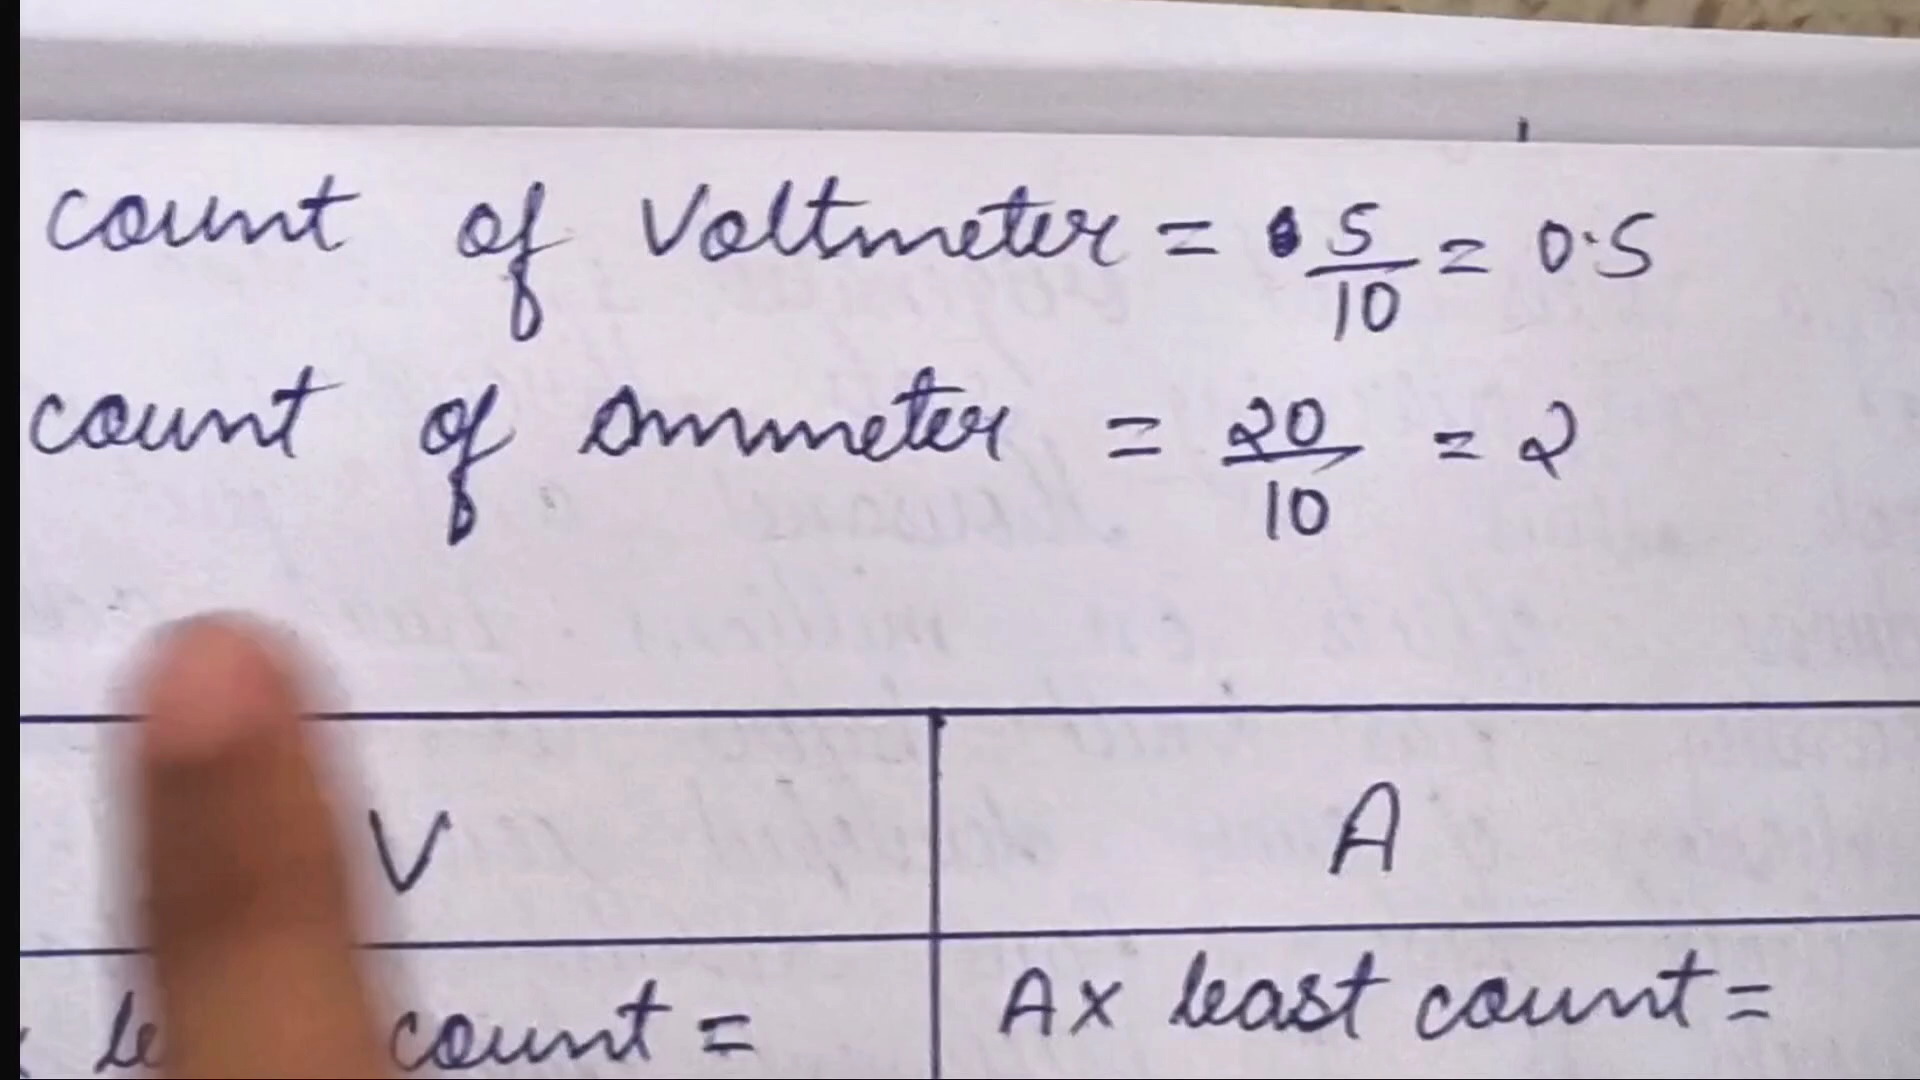 count of Voltmeter = 5/10 = 0.5
count of Ammeter = 20/10 = 2
V A
count = A x least count =